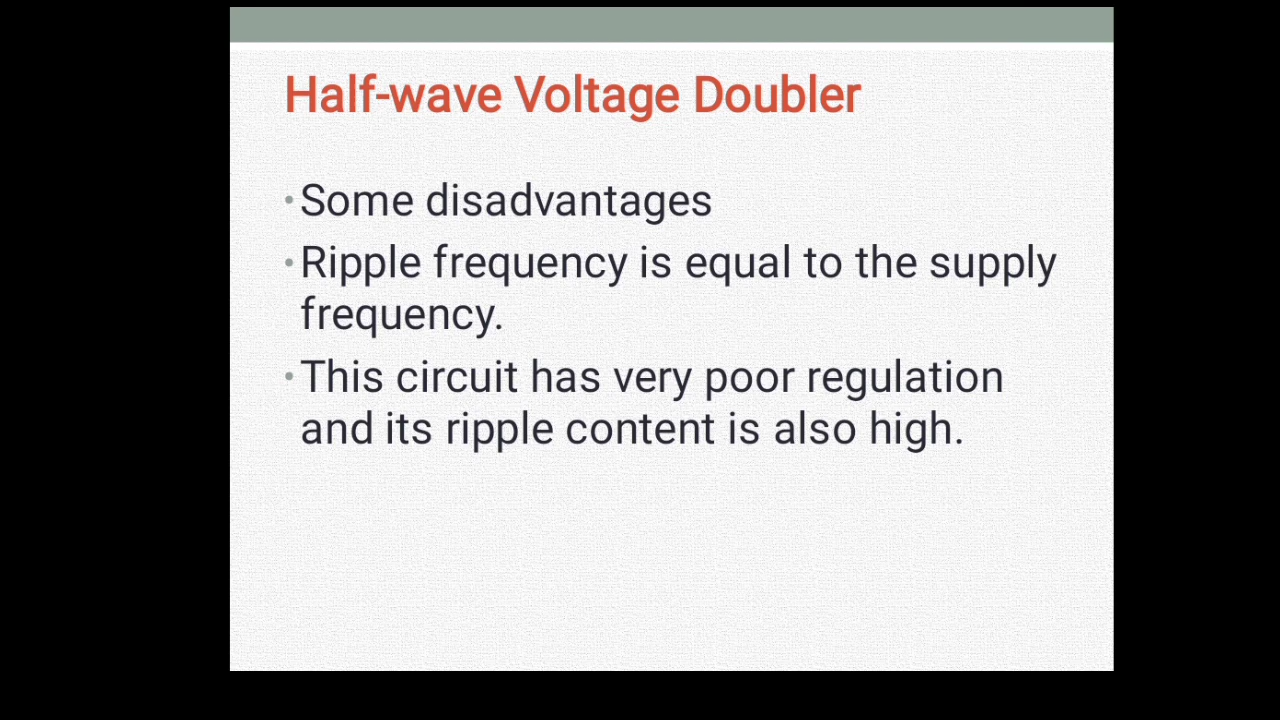 Half-wave Voltage Doubler
• Some disadvantages
• Ripple frequency is equal to the supply
frequency.
• This circuit has very poor regulation
and its ripple content is also high.